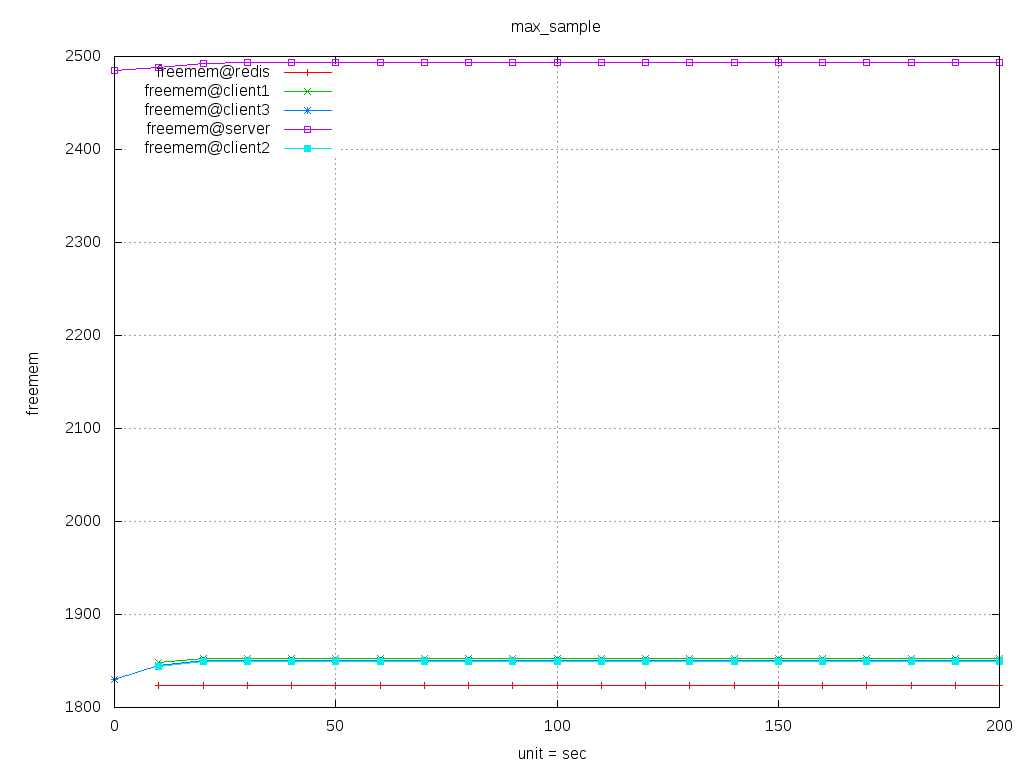 max_sample
2500
freemem@redis
freemem@client1
freemem@client3
freemem@server
freemem@client2
2400
2300
2200
2100
2000
1900
1800
freemem
0 50 100 150 200
unit = sec